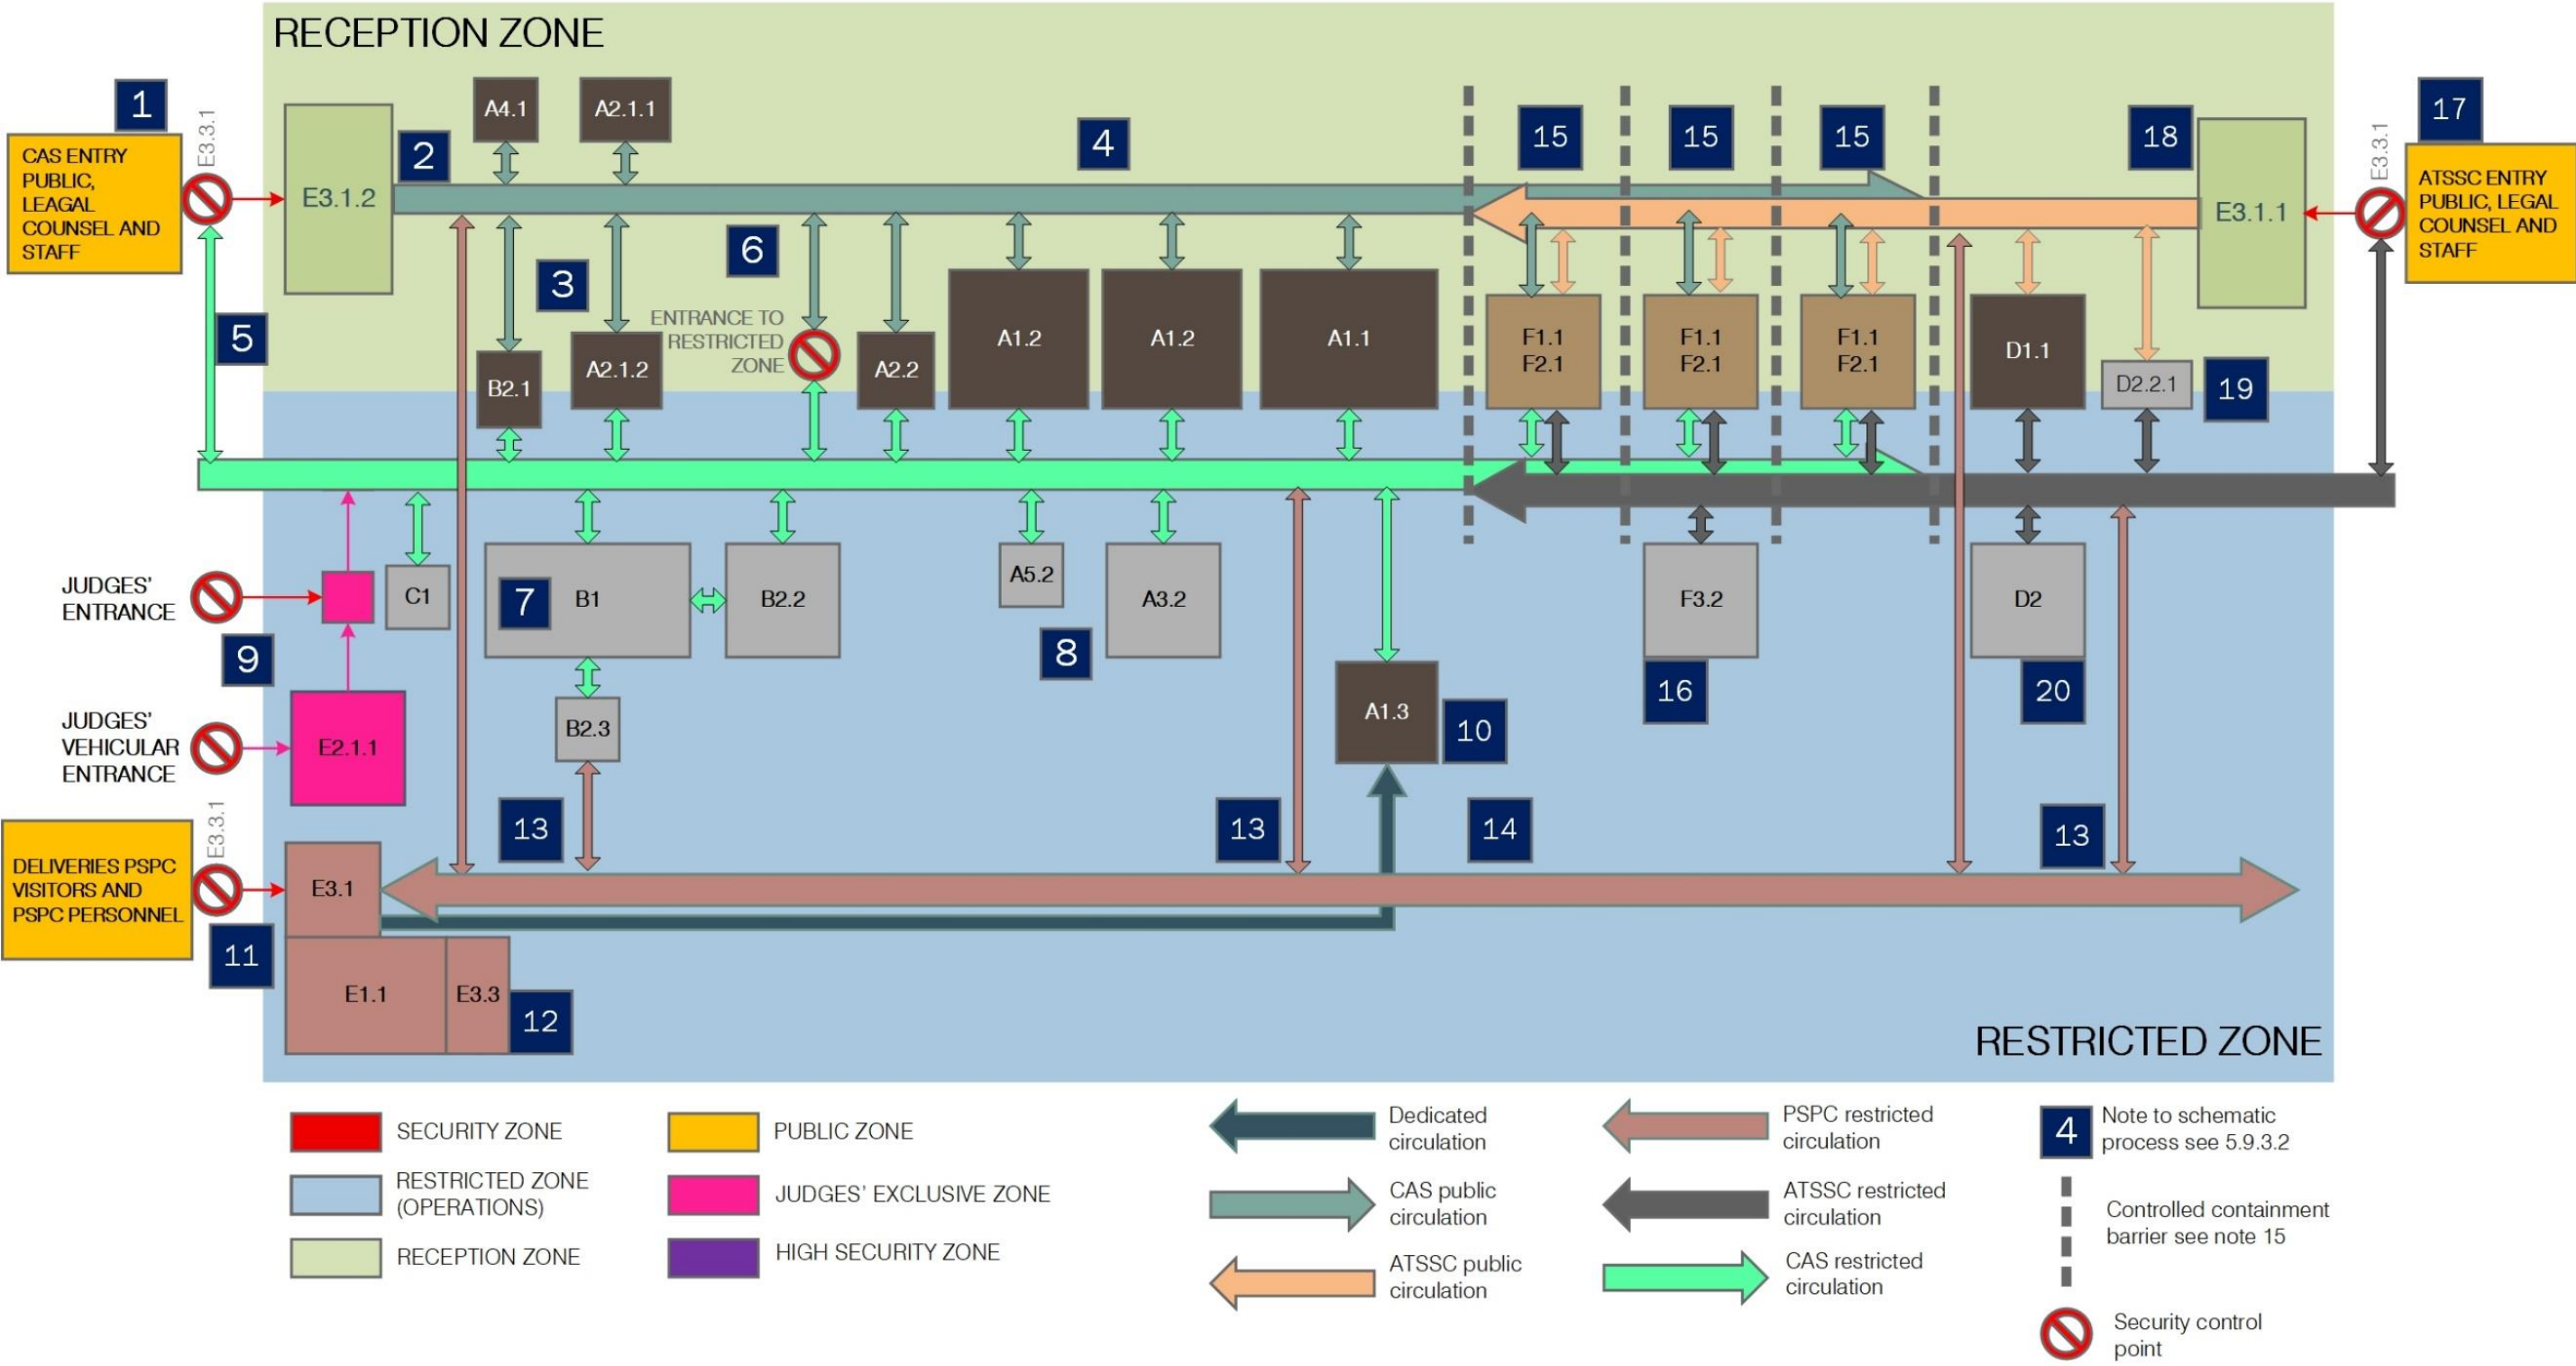 RECEPTION ZONE
1
E3.3.1
CAS ENTRY
PUBLIC,
LEAGAL
COUNSEL AND
STAFF
E3.1.2
2
A4.1
A2.1.1
4
15
15
15
18
E3.1.1
E3.3.1
17
ATSSC ENTRY
PUBLIC, LEGAL
COUNSEL AND
STAFF
5
3
6
ENTRANCE TO
RESTRICTED
ZONE
B2.1
A2.1.2
A2.2
A1.2
A1.2
A1.1
F1.1
F2.1
F1.1
F2.1
F1.1
F2.1
D1.1
D2.2.1
19
JUDGES'
ENTRANCE
C1
7
B1
B2.2
A5.2
A3.2
8
F3.2
D2
16
20
9
JUDGES'
VEHICULAR
ENTRANCE
E2.1.1
B2.3
A1.3
10
13
13
14
13
DELIVERIES PSPC
VISITORS AND
PSPC PERSONNEL
E3.3.1
E3.1
11
E1.1
E3.3
12
RESTRICTED ZONE
SECURITY ZONE
RESTRICTED ZONE
(OPERATIONS)
RECEPTION ZONE
PUBLIC ZONE
JUDGES' EXCLUSIVE ZONE
HIGH SECURITY ZONE
Dedicated
circulation
CAS public
circulation
ATSSC public
circulation
PSPC restricted
circulation
ATSSC restricted
circulation
CAS restricted
circulation
4
Note to schematic
process see 5.9.3.2
Controlled containment
barrier see note 15
Security control
point